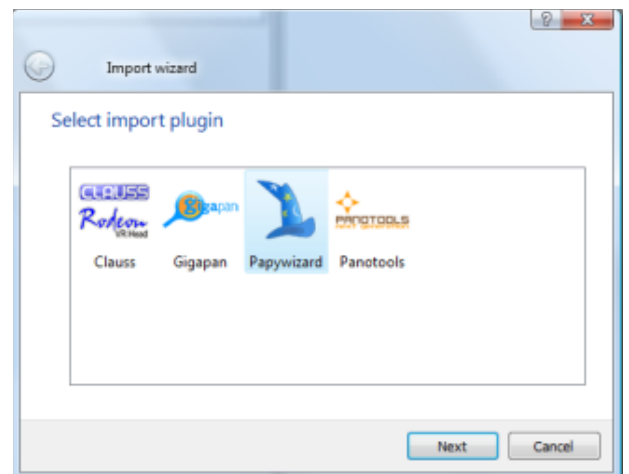 ?
Import wizard
Select import plugin
CLAUSS
Rodeon
VR Head
Gigapan
PANOTOOLS
Clauss
Gigapan
Papywizard
Panotools
Next
Cancel